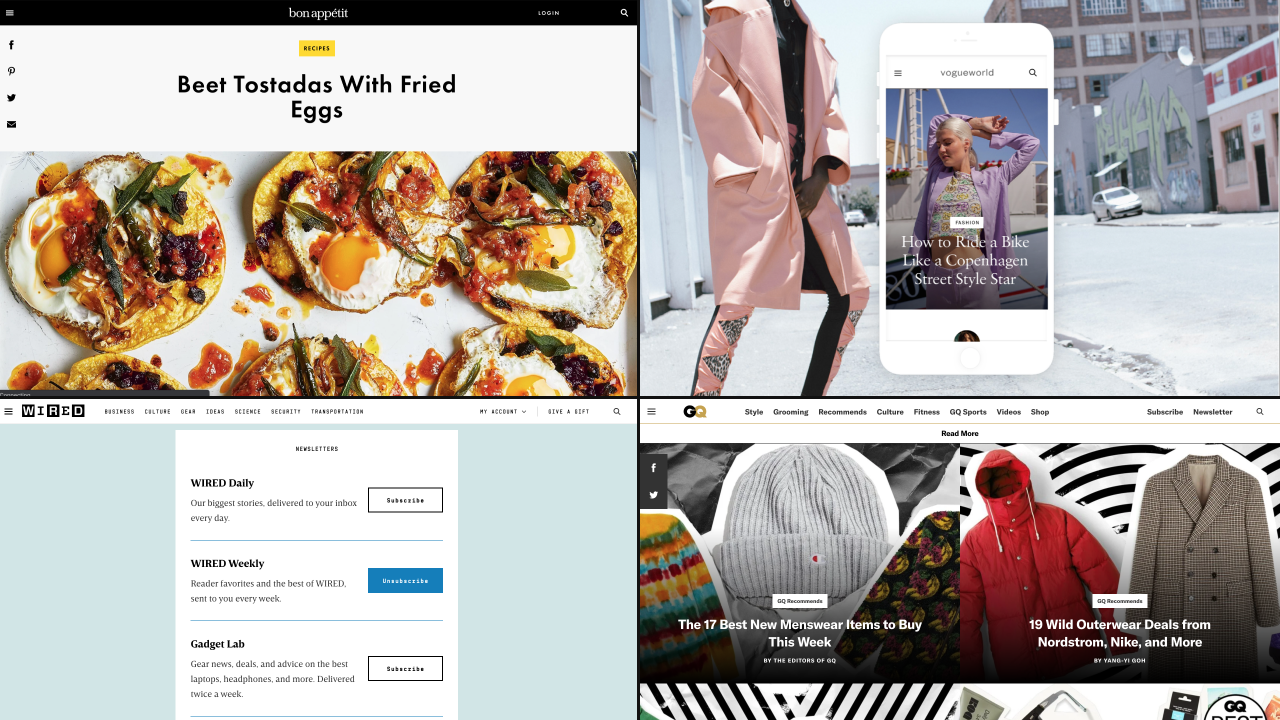 bon appétit
LOGIN
RECIPES
Beet Tostadas With Fried
Eggs
vogueworld
FASHION
How to Ride a Bike
Like a Copenhagen
Street Style Star
WIRED
BUSINESS CULTURE GEAR IDEAS SCIENCE SECURITY TRANSPORTATION
MY ACCOUNT
GIVE A GIFT
NEWSLETTERS
WIRED Daily
Our biggest stories, delivered to your inbox
every day.
Subscribe
WIRED Weekly
Reader favorites and the best of WIRED,
sent to you every week.
Unsubscribe
Gadget Lab
Gear news, deals, and advice on the best
laptops, headphones, and more. Delivered
twice a week.
Subscribe
GQ
Style Grooming Recommends Culture Fitness GQ Sports Videos Shop
Subscribe Newsletter
Read More
GQ Recommends
The 17 Best New Menswear Items to Buy
This Week
BY THE EDITORS OF GQ
GQ Recommends
19 Wild Outerwear Deals from
Nordstrom, Nike, and More
BY YANG-YI GOH
GQ